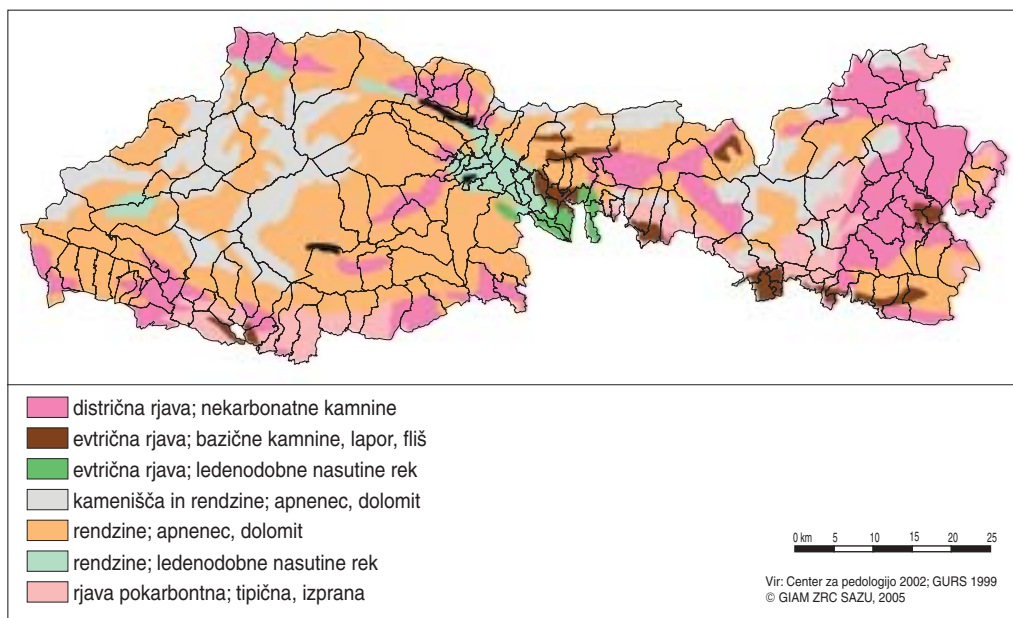 distrična rjava; nekarbonatne kamnine
evtrična rjava; bazične kamnine, lapor, fliš
evtrična rjava; ledenodobne nasutine rek
kamenišča in rendzine; apnenec, dolomit
rendzine; apnenec, dolomit
rendzine; ledenodobne nasutine rek
rjava pokarbontna; tipična, izprana
0 km 5 10 15 20 25
Vir: Center za pedologijo 2002; GURS 1999
© GIAM ZRC SAZU, 2005